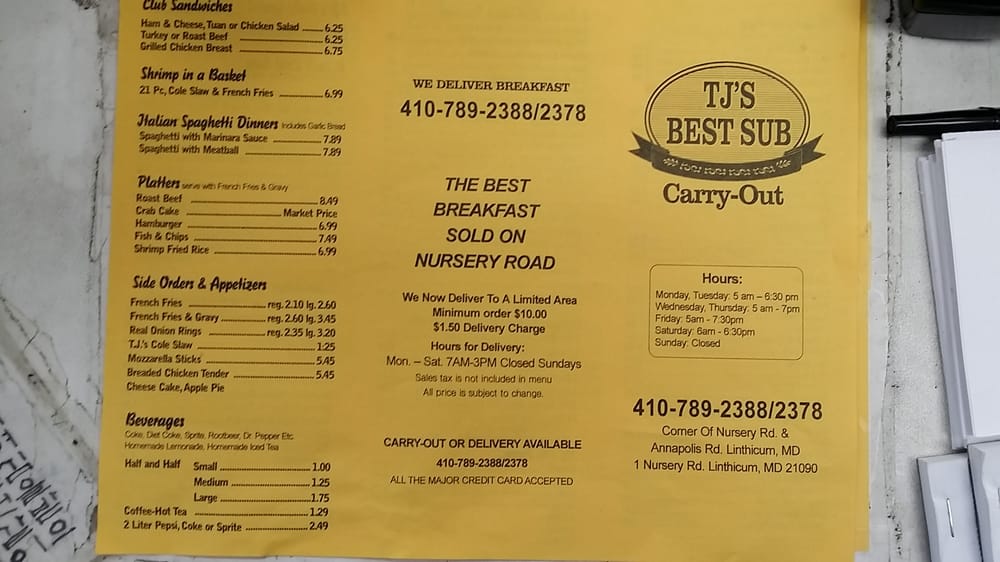 Club Sandwiches
Ham & Cheese, Tuan or Chicken Salad 6.25
Turkey or Roast Beef 6.25
Grilled Chicken Breast 6.75
Shrimp in a Basket
21 Pc, Cole Slaw & French Fries 6.99
Italian Spaghetti Dinners Includes Garlic Bread
Spaghetti with Marinara Sauce 7.89
Spaghetti with Meatball 7.89
Platters serve with French Fries & Gravy
Roast Beef 8.49
Crab Cake Market Price
Hamburger 6.99
Fish & Chips 7.49
Shrimp Fried Rice 6.99
Side Orders & Appetizers
French Fries reg. 2.10 lg. 2.60
French Fries & Gravy reg. 2.60 lg. 3.45
Real Onion Rings reg. 2.35 lg. 3.20
T.J.'s Cole Slaw 1:25
Mozzarella Sticks 5.45
Breaded Chicken Tender 5.45
Cheese Cake, Apple Pie
Beverages
Coke, Diet Coke, Sprite, Rootbeer, Dr. Pepper Etc.
Homemade Lemonade, Homemade Iced Tea
Half and Half Small 1.00
Medium 1.25
Large 1.75
Coffee-Hot Tea 1.29
2 Liter Pepsi, Coke or Sprite 2.49
WE DELIVER BREAKFAST
410-789-2388/2378
THE BEST
BREAKFAST
SOLD ON
NURSERY ROAD
We Now Deliver To A Limited Area
Minimum order $10.00
$1.50 Delivery Charge
Hours for Delivery:
Mon. – Sat. 7AM-3PM Closed Sundays
Sales tax is not included in menu
All price is subject to change.
CARRY-OUT OR DELIVERY AVAILABLE
410-789-2388/2378
ALL THE MAJOR CREDIT CARD ACCEPTED
TJ'S
BEST SUB
Carry-Out
Hours:
Monday, Tuesday: 5 am – 6:30 pm
Wednesday, Thursday: 5 am - 7pm
Friday: 5am - 7:30pm
Saturday: 6am - 6:30pm
Sunday: Closed
410-789-2388/2378
Corner Of Nursery Rd. &
Annapolis Rd. Linthicum, MD
1 Nursery Rd. Linthicum, MD 21090